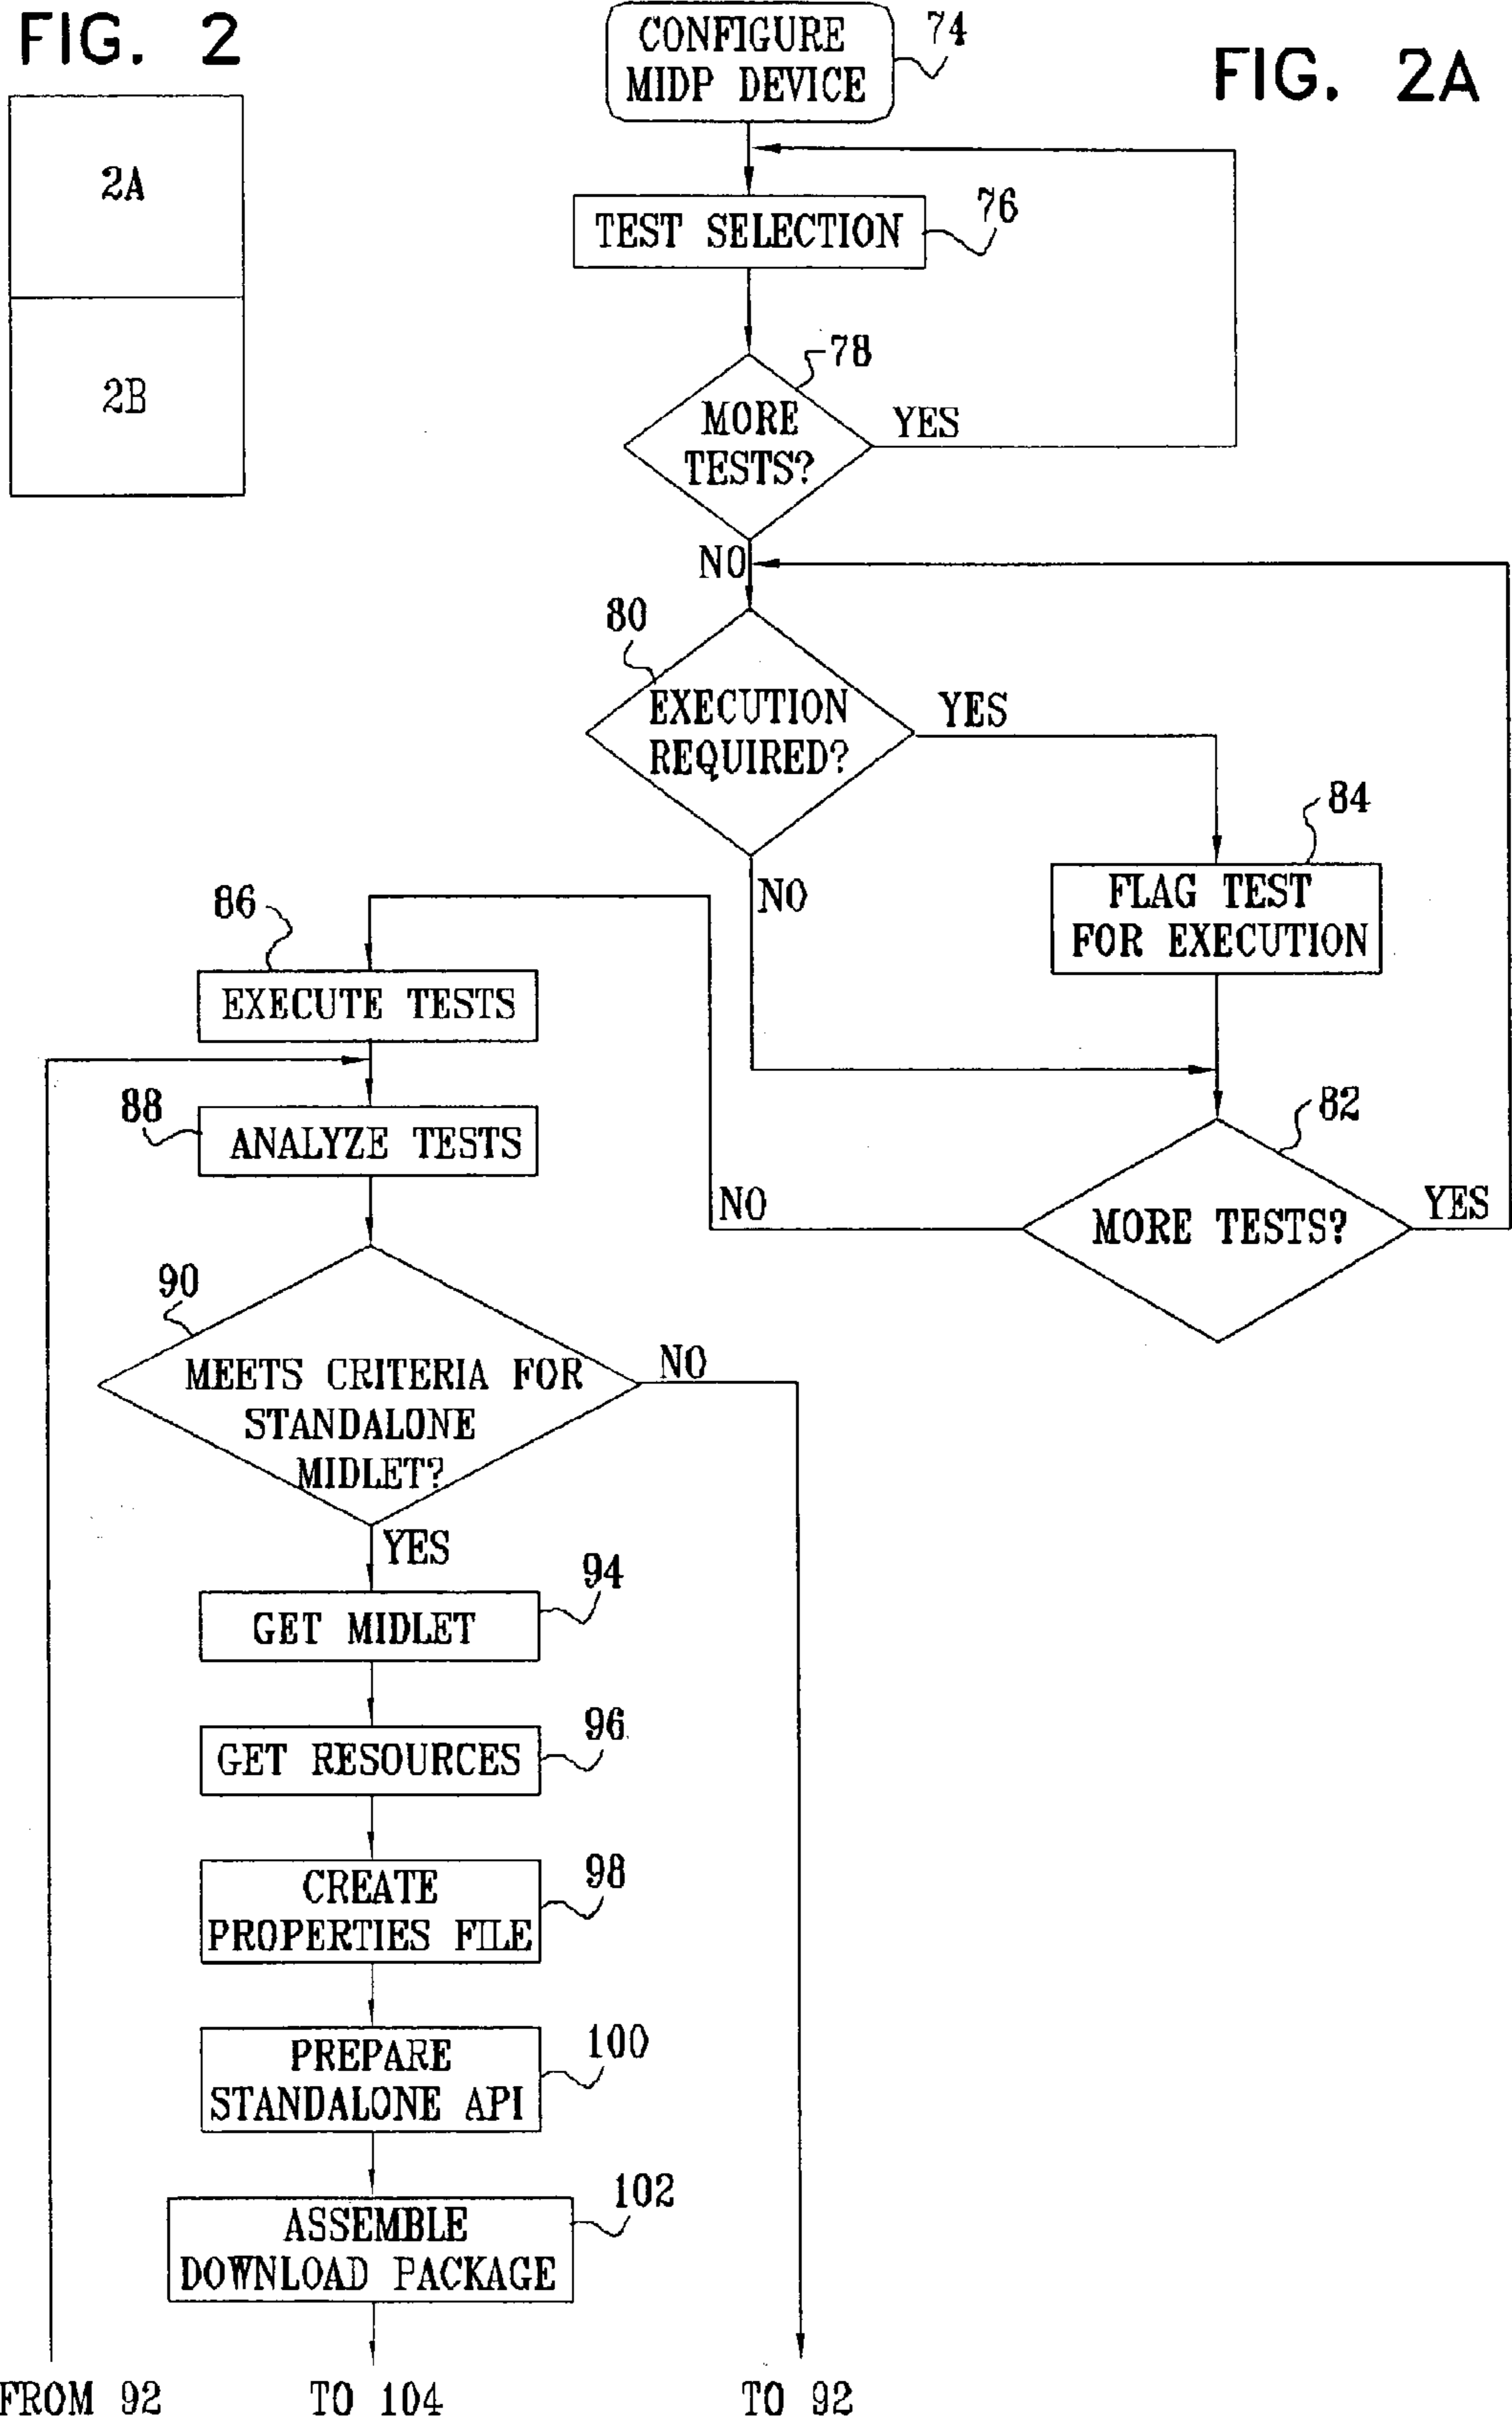 FIG. 2
2A
2B
FIG. 2A
CONFIGURE
MIDP DEVICE
74
TEST SELECTION
76
78
MORE
TESTS?
YES
NO
80
EXECUTION
REQUIRED?
YES
NO
84
FLAG TEST
FOR EXECUTION
82
MORE TESTS?
YES
NO
86
EXECUTE TESTS
88
ANALYZE TESTS
90
MEETS CRITERIA FOR
STANDALONE
MIDLET?
NO
YES
94
GET MIDLET
96
GET RESOURCES
98
CREATE
PROPERTIES FILE
100
PREPARE
STANDALONE API
102
ASSEMBLE
DOWNLOAD PACKAGE
FROM 92
TO 104
TO 92